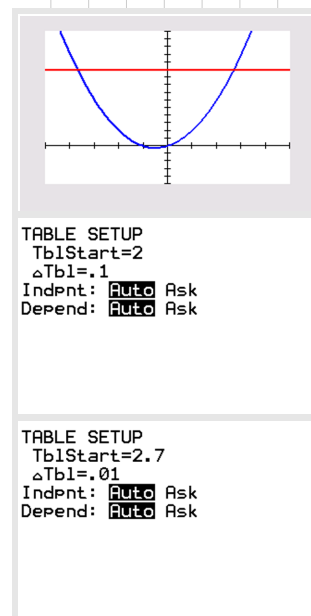 TABLE SETUP
TblStart=2
△Tbl=.1
Indpnt: Auto Ask
Depend: Auto Ask
TABLE SETUP
TblStart=2.7
△Tbl=.01
Indpnt: Auto Ask
Depend: Auto Ask